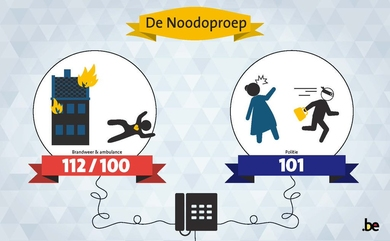 De Noodoproep
Brandweer & ambulance
112 / 100
Politie
101
.be